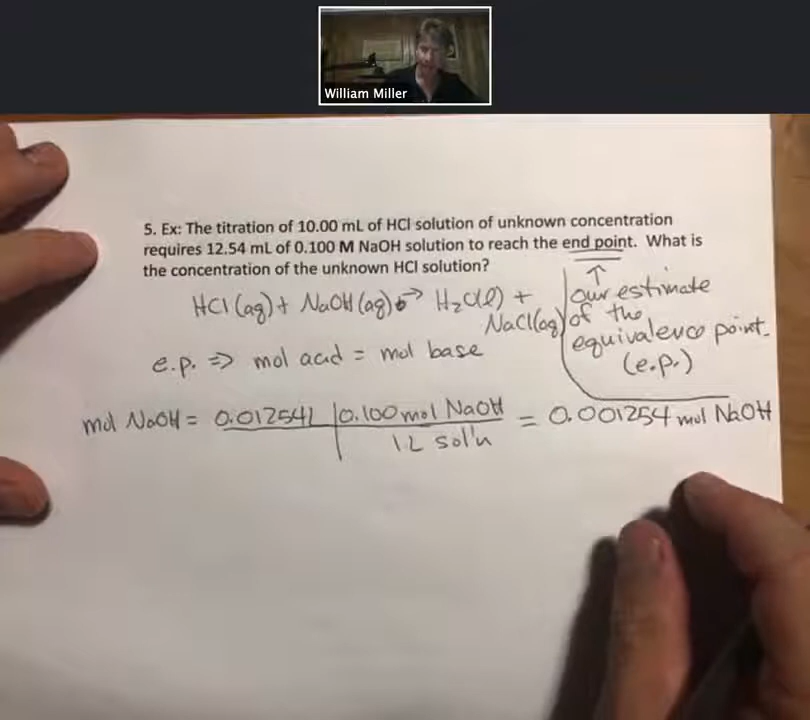 William Miller
5. Ex: The titration of 10.00 mL of HCl solution of unknown concentration
requires 12.54 mL of 0.100 M NaOH solution to reach the end point. What is
the concentration of the unknown HCl solution?
HCl(aq) + NaOH(aq) → H₂O(l) +
NaCl(aq)
↑
our estimate
of the
equivalence point.
(e.p.)
e.p. ⇒ mol acid = mol base
mol NaOH = 0.01254L | 0.100 mol NaOH = 0.001254 mol NaOH
1L sol'n